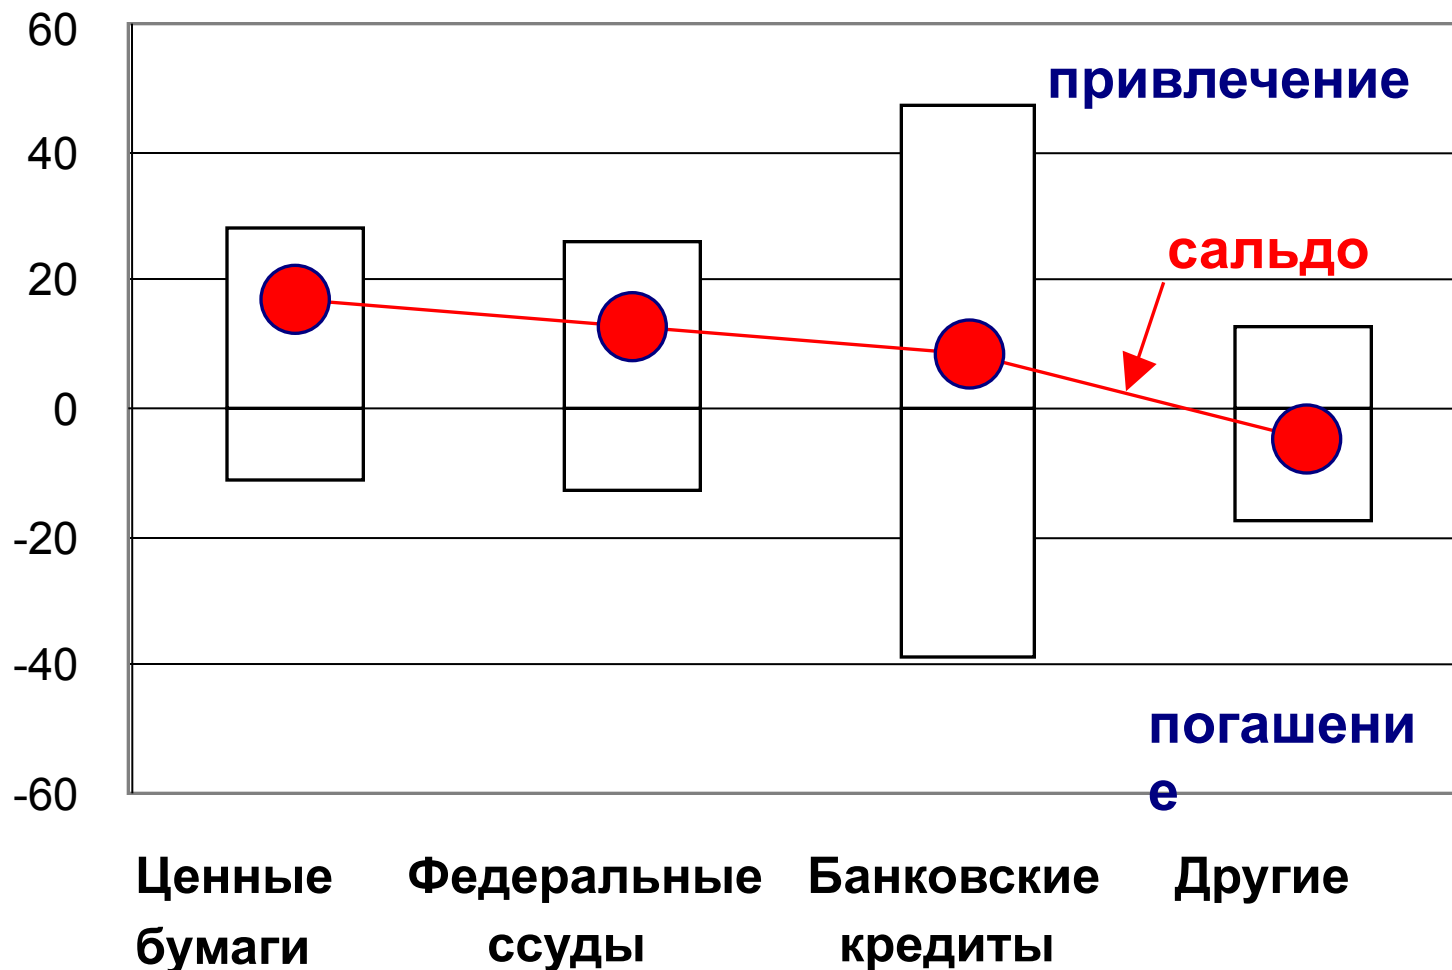 60
привлечение
40
сальдо
20
0
-20
-40
погашени
е
-60
Ценные Федеральные Банковские Другие
бумаги ссуды кредиты